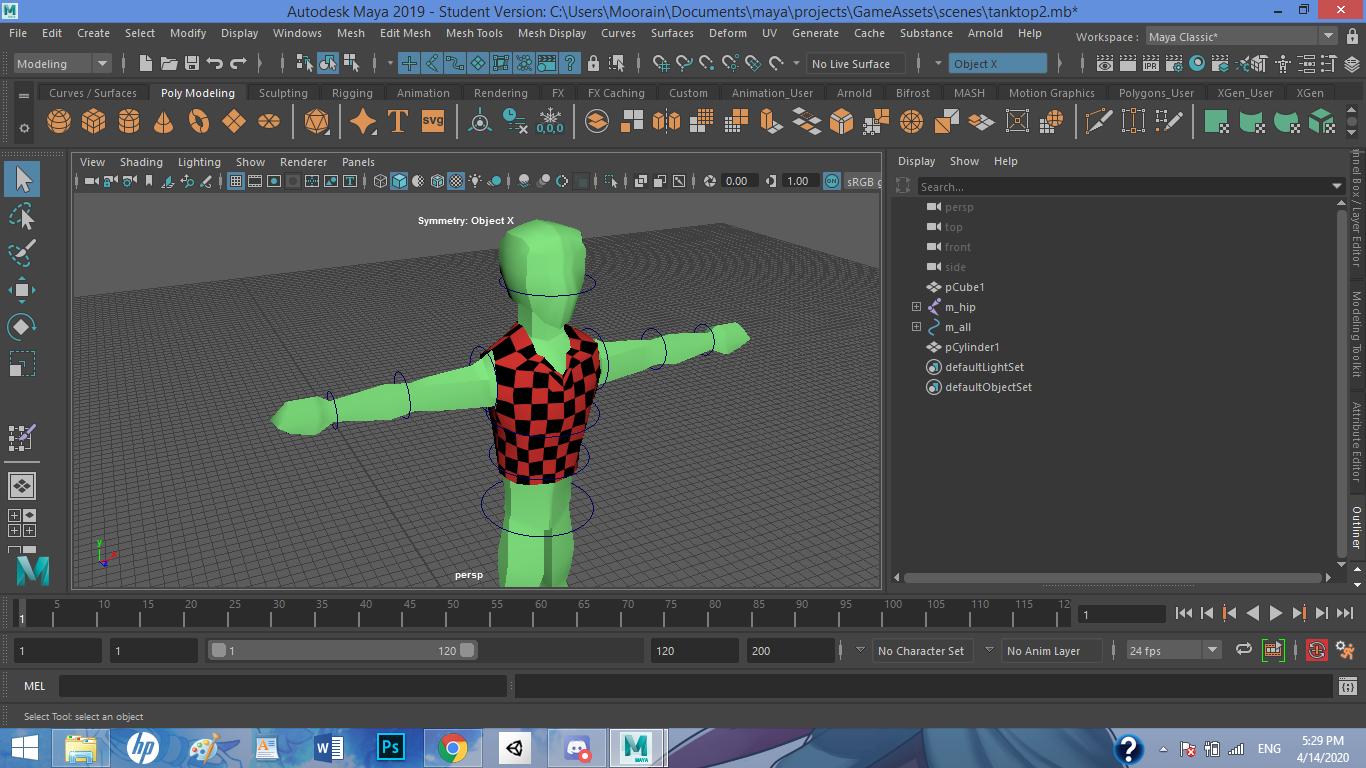 Autodesk Maya 2019 - Student Version: C:\Users\Moorain\Documents\maya\projects\GameAssets\scenes\tanktop2.mb*
File Edit Create Select Modify Display Windows Mesh Edit Mesh Mesh Tools Mesh Display Curves Surfaces Deform UV Generate Cache Substance Arnold Help Workspace : Maya Classic*
Modeling No Live Surface Object X
IPR
Curves / Surfaces Poly Modeling Sculpting Rigging Animation Rendering FX FX Caching Custom Animation_User Arnold Bifrost MASH Motion Graphics Polygons_User XGen_User XGen
T SVG 0,0,0
View Shading Lighting Show Renderer Panels
0.00 1.00 ON sRGB g
Symmetry: Object X
persp
y
x
z
Display Show Help
Search...
persp
top
front
side
pCube1
m_hip
m_all
pCylinder1
defaultLightSet
defaultObjectSet
nnel Box / Layer Editor
Modeling Toolkit
Attribute Editor
Outliner
M
1 5 10 15 20 25 30 35 40 45 50 55 60 65 70 75 80 85 90 95 100 105 110 115 12 1
1 1 1 120 120 200 No Character Set No Anim Layer 24 fps
MEL
Select Tool: select an object
hp W Ps M MAYA ? ENG
5:29 PM
4/14/2020